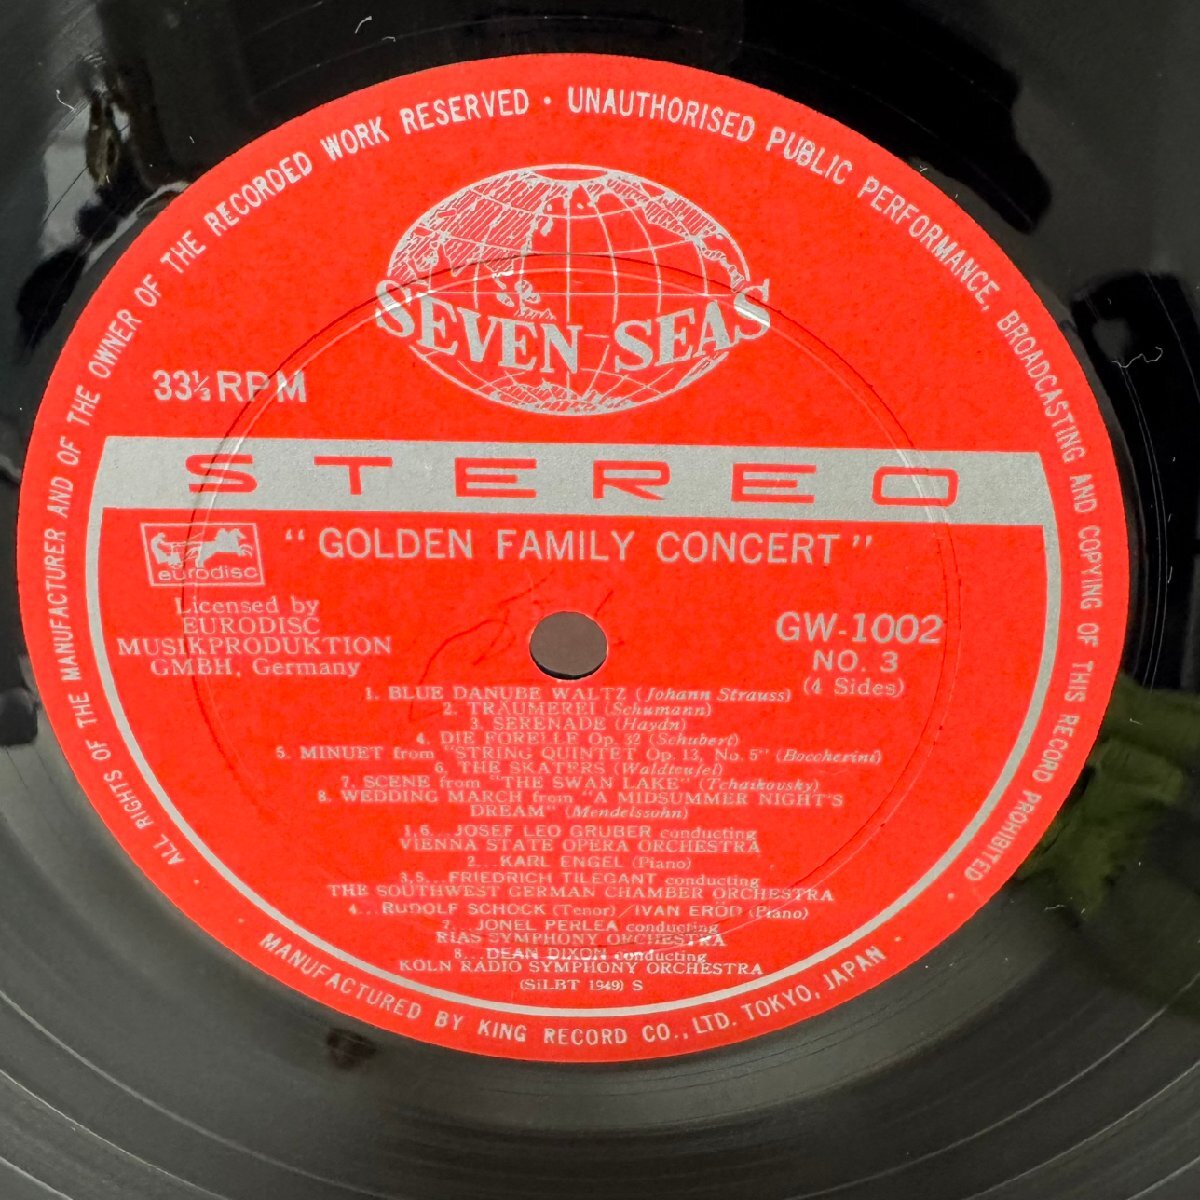 ALL RIGHTS OF THE MANUFACTURER AND OF THE OWNER OF THE RECORDED WORK RESERVED · UNAUTHORISED PUBLIC PERFORMANCE, BROADCASTING AND COPYING OF THIS RECORD PROHIBITED ·
SEVEN SEAS
33⅓ RPM
STEREO
eurodisc
"GOLDEN FAMILY CONCERT"
Licensed by
EURODISC
MUSIKPRODUKTION
GMBH, Germany
GW-1002
NO. 3
(4 Sides)
1. BLUE DANUBE WALTZ (Johann Strauss)
2. TRÄUMEREI (Schumann)
3. SERENADE (Haydn)
4. DIE FORELLE Op. 32 (Schubert)
5. MINUET from "STRING QUINTET Op. 13, No. 5" (Boccherini)
6. THE SKATERS (Waldteufel)
7. SCENE from "THE SWAN LAKE" (Tchaikousky)
8. WEDDING MARCH from "A MIDSUMMER NIGHT'S
DREAM" (Mendelssohn)
1,6...JOSEF LEO GRUBER conducting
VIENNA STATE OPERA ORCHESTRA
2...KARL ENGEL (Piano)
3,5...FRIEDRICH TILEGANT conducting
THE SOUTHWEST GERMAN CHAMBER ORCHESTRA
4...RUDOLF SCHOCK (Tenor) / IVAN ERÖD (Piano)
7. JONEL PERLEA conducting
RIAS SYMPHONY ORCHESTRA
8...DEAN DIXON conducting
KÖLN RADIO SYMPHONY ORCHESTRA
(SiLBT 1949) S
· MANUFACTURED BY KING RECORD CO., LTD. TOKYO, JAPAN ·